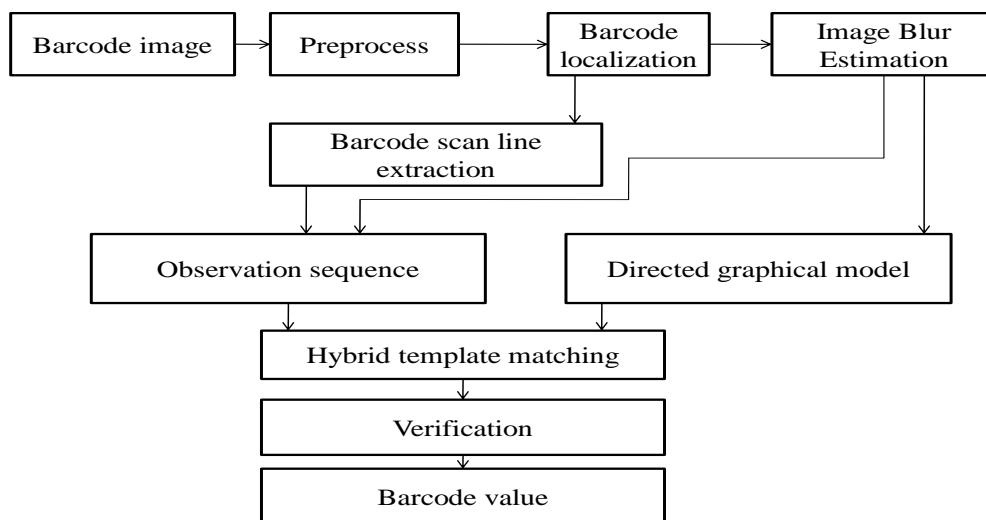 Barcode image
Preprocess
Barcode
localization
Image Blur
Estimation
Barcode scan line
extraction
Observation sequence
Directed graphical model
Hybrid template matching
Verification
Barcode value